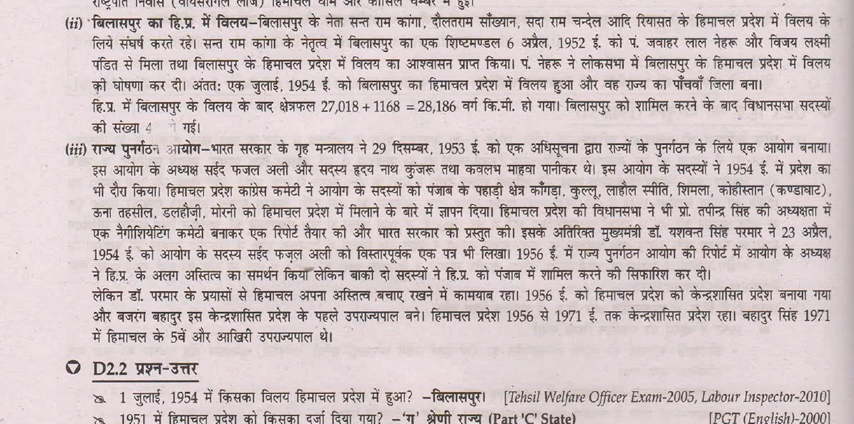 राष्ट्रपति निवास (वायसरीगल लॉज) हिमाचल धाम और कौंसिल चैम्बर में हुई।
(ii) बिलासपुर का हि.प्र. में विलय–बिलासपुर के नेता सन्त राम कांगा, दौलतराम साँख्यान, सदा राम चन्देल आदि रियासत के हिमाचल प्रदेश में विलय के
लिये संघर्ष करते रहे। सन्त राम कांगा के नेतृत्व में बिलासपुर का एक शिष्टमण्डल 6 अप्रैल, 1952 ई. को पं. जवाहर लाल नेहरू और विजय लक्ष्मी
पंडित से मिला तथा बिलासपुर के हिमाचल प्रदेश में विलय का आश्वासन प्राप्त किया। पं. नेहरू ने लोकसभा में बिलासपुर के हिमाचल प्रदेश में विलय
की घोषणा कर दी। अंततः एक जुलाई, 1954 ई. को बिलासपुर का हिमाचल प्रदेश में विलय हुआ और वह राज्य का पाँचवाँ जिला बना।
हि.प्र. में बिलासपुर के विलय के बाद क्षेत्रफल 27,018 + 1168 = 28,186 वर्ग कि.मी. हो गया। बिलासपुर को शामिल करने के बाद विधानसभा सदस्यों
की संख्या 4 गई।
(iii) राज्य पुनर्गठन आयोग–भारत सरकार के गृह मन्त्रालय ने 29 दिसम्बर, 1953 ई. को एक अधिसूचना द्वारा राज्यों के पुनर्गठन के लिये एक आयोग बनाया।
इस आयोग के अध्यक्ष सईद फजल अली और सदस्य हृदय नाथ कुंजरू तथा कवलभ माहवा पानीकर थे। इस आयोग के सदस्यों ने 1954 ई. में प्रदेश का
भी दौरा किया। हिमाचल प्रदेश कांग्रेस कमेटी ने आयोग के सदस्यों को पंजाब के पहाड़ी क्षेत्र काँगड़ा, कुल्लू, लाहौल स्पीति, शिमला, कोहीस्तान (कण्डाघाट),
ऊना तहसील, डलहौज़ी, मोरनी को हिमाचल प्रदेश में मिलाने के बारे में ज्ञापन दिया। हिमाचल प्रदेश की विधानसभा ने भी प्रो. तपीन्द्र सिंह की अध्यक्षता में
एक नैगीशियेटिंग कमेटी बनाकर एक रिपोर्ट तैयार की और भारत सरकार को प्रस्तुत की। इसके अतिरिक्त मुख्यमंत्री डॉ. यशवन्त सिंह परमार ने 23 अप्रैल,
1954 ई. को आयोग के सदस्य सईद फजल अली को विस्तारपूर्वक एक पत्र भी लिखा। 1956 ई. में राज्य पुनर्गठन आयोग की रिपोर्ट में आयोग के अध्यक्ष
ने हि.प्र. के अलग अस्तित्व का समर्थन किया लेकिन बाकी दो सदस्यों ने हि.प्र. को पंजाब में शामिल करने की सिफारिश कर दी।
लेकिन डॉ. परमार के प्रयासों से हिमाचल अपना अस्तित्व बचाए रखने में कामयाब रहा। 1956 ई. को हिमाचल प्रदेश को केन्द्रशासित प्रदेश बनाया गया
और बजरंग बहादुर इस केन्द्रशासित प्रदेश के पहले उपराज्यपाल बने। हिमाचल प्रदेश 1956 से 1971 ई. तक केन्द्रशासित प्रदेश रहा। बहादुर सिंह 1971
में हिमाचल के 5वें और आखिरी उपराज्यपाल थे।
D2.2 प्रश्न-उत्तर
1 जुलाई, 1954 में किसका विलय हिमाचल प्रदेश में हुआ? –बिलासपुर। [Tehsil Welfare Officer Exam-2005, Labour Inspector-2010]
1951 में हिमाचल प्रदेश को किसका दर्जा दिया गया? –'ग' श्रेणी राज्य (Part 'C' State) [PGT (English)-2000]